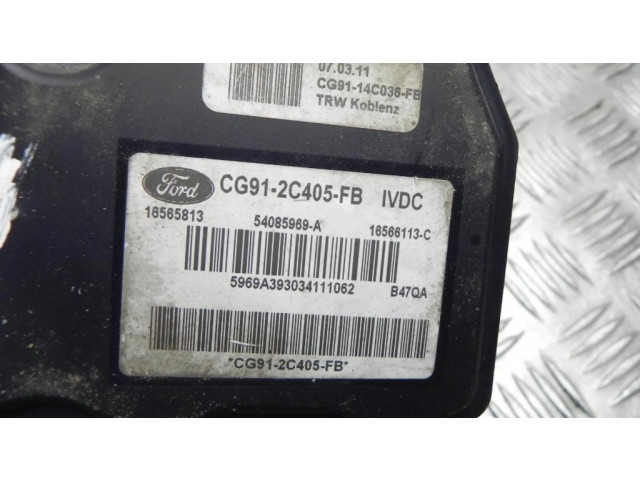 07.03.11
CG91-14C036-FB
TRW Koblenz
Ford CG91-2C405-FB IVDC
16565813 54085969-A 16566113-C
5969A393034111062 B47QA
*CG91-2C405-FB*